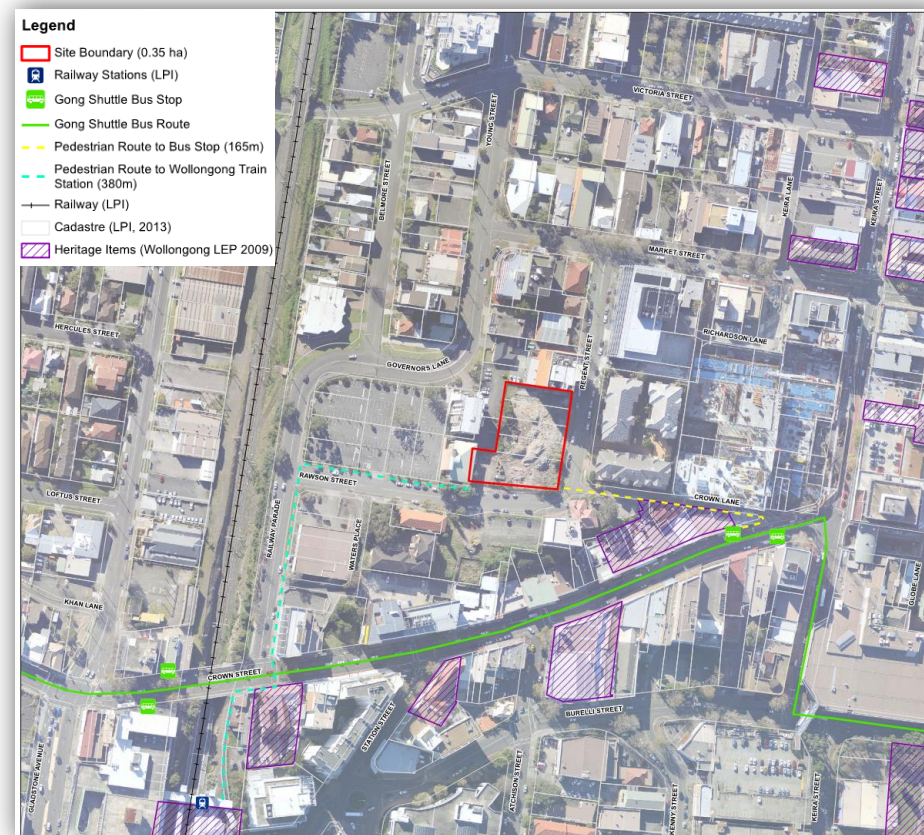 Legend
Site Boundary (0.35 ha)
Railway Stations (LPI)
Gong Shuttle Bus Stop
Gong Shuttle Bus Route
Pedestrian Route to Bus Stop (165m)
Pedestrian Route to Wollongong Train
Station (380m)
Railway (LPI)
Cadastre (LPI, 2013)
Heritage Items (Wollongong LEP 2009)
VICTORIA STREET
YOUNG STREET
BELMORE STREET
KEIRA LANE
KEIRA STREET
MARKET STREET
HERCULES STREET
RICHARDSON LANE
REGENT STREET
GOVERNORS LANE
RAWSON STREET
CROWN LANE
LOFTUS STREET
RAILWAY PARADE
WATERS PLACE
GLOBE LANE
KHAN LANE
CROWN STREET
STATION STREET
BURELLI STREET
GLADSTONE AVENUE
ATCHISON STREET
KENNY STREET
KEIRA STREET